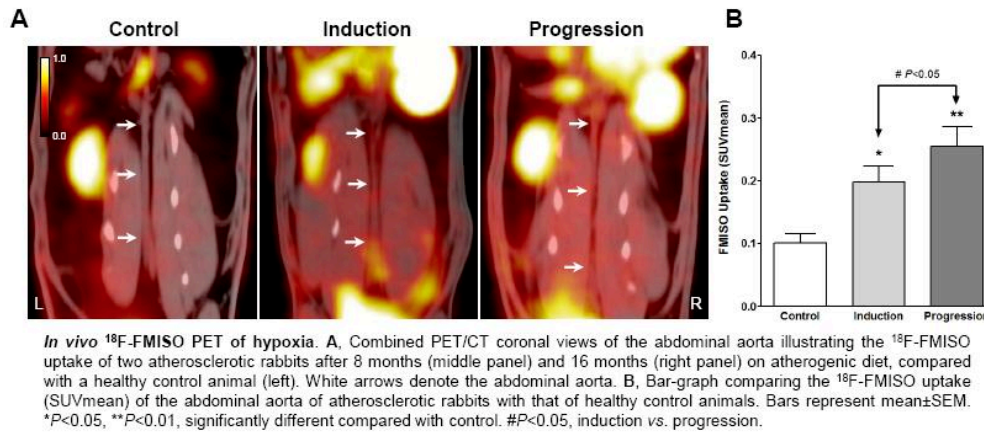 A
Control
Induction
Progression
1.0
0.0
L
R
B
FMISO Uptake (SUVmean)
0.4
0.3
0.2
0.1
0.0
# P<0.05
*
**
Control
Induction
Progression
In vivo ¹⁸F-FMISO PET of hypoxia. A, Combined PET/CT coronal views of the abdominal aorta illustrating the ¹⁸F-FMISO
uptake of two atherosclerotic rabbits after 8 months (middle panel) and 16 months (right panel) on atherogenic diet, compared
with a healthy control animal (left). White arrows denote the abdominal aorta. B, Bar-graph comparing the ¹⁸F-FMISO uptake
(SUVmean) of the abdominal aorta of atherosclerotic rabbits with that of healthy control animals. Bars represent mean±SEM.
*P<0.05, **P<0.01, significantly different compared with control. #P<0.05, induction vs. progression.